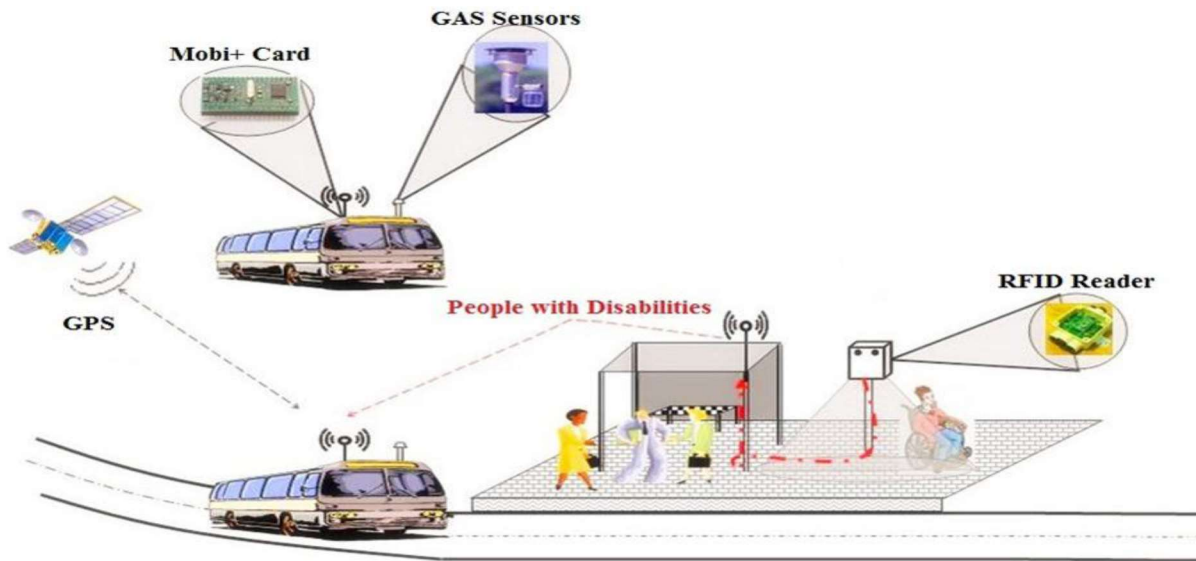 GAS Sensors
Mobi+ Card
RFID Reader
People with Disabilities
GPS